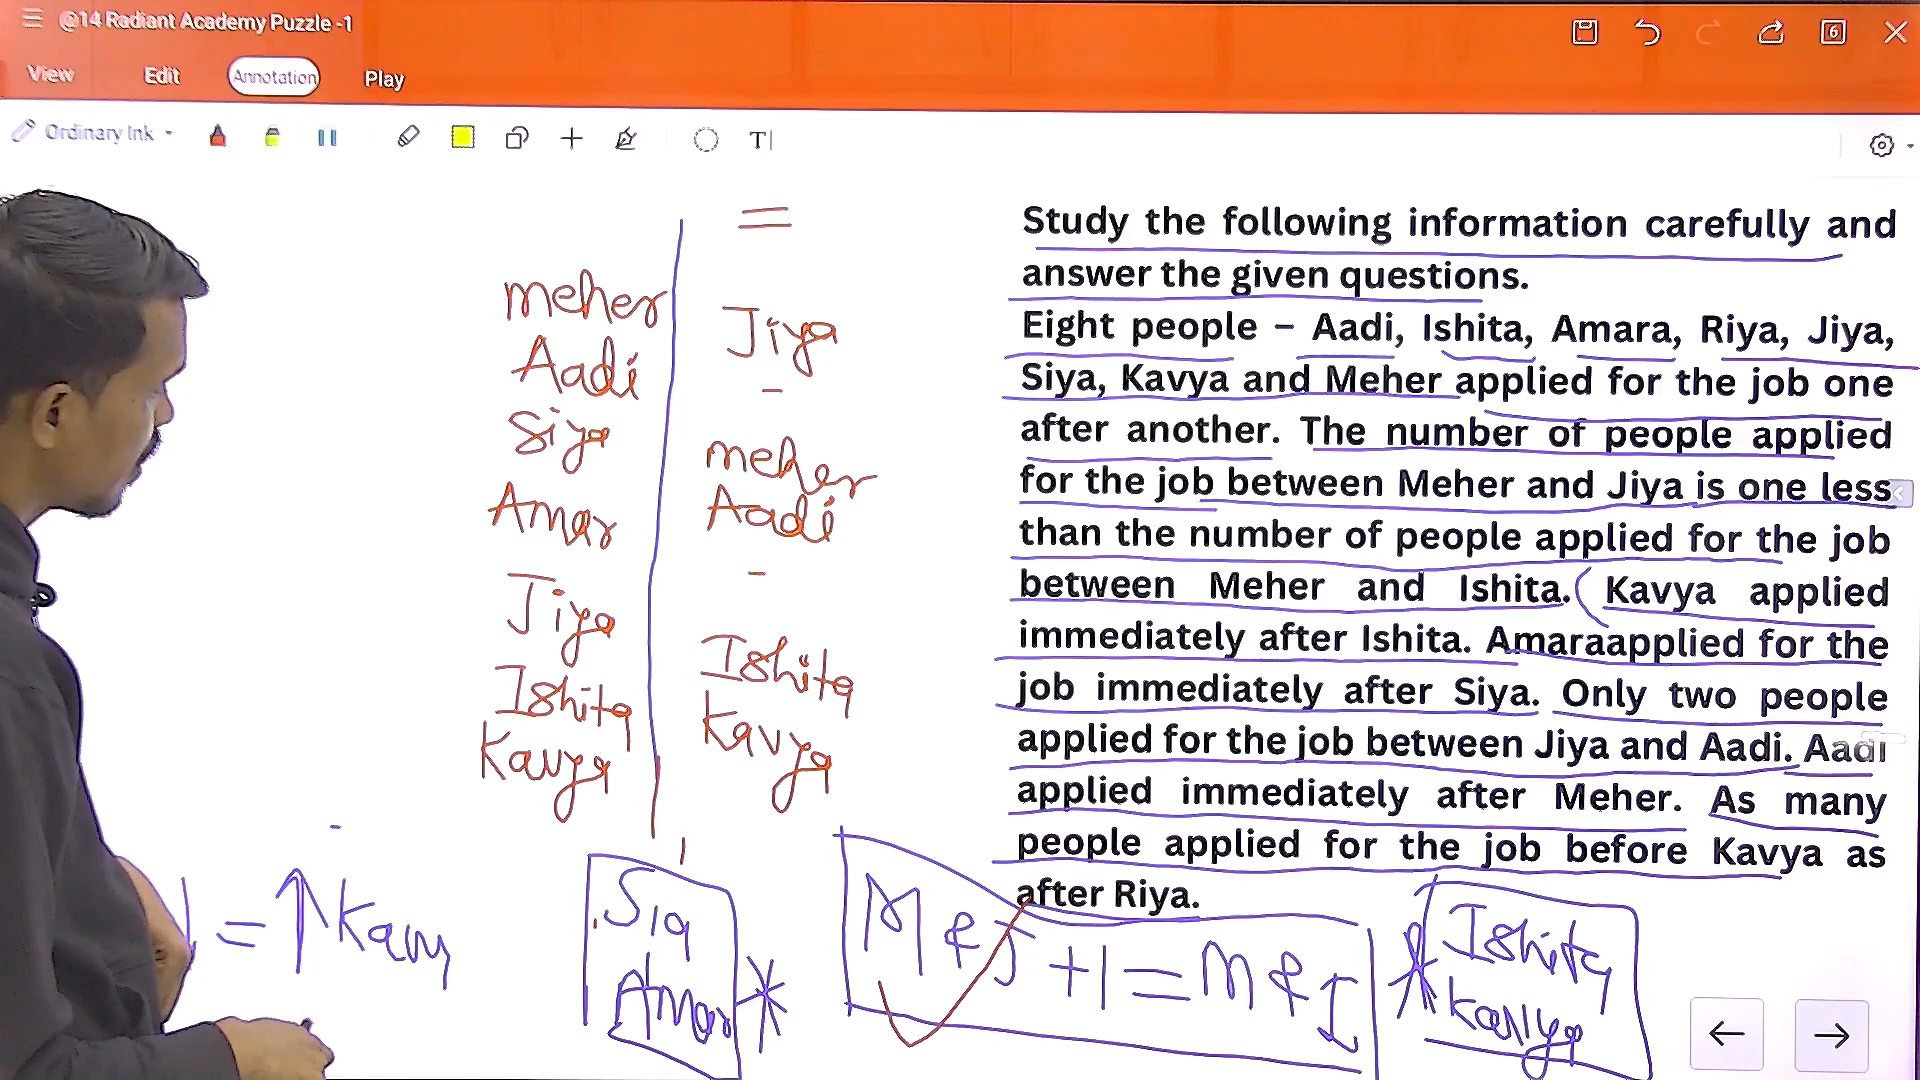 @14 Radiant Academy Puzzle -1
View Edit Annotation Play
Ordinary Ink
T|
6
Study the following information carefully and
answer the given questions.
Eight people – Aadi, Ishita, Amara, Riya, Jiya,
Siya, Kavya and Meher applied for the job one
after another. The number of people applied
for the job between Meher and Jiya is one less
than the number of people applied for the job
between Meher and Ishita. Kavya applied
immediately after Ishita. Amaraapplied for the
job immediately after Siya. Only two people
applied for the job between Jiya and Aadi. Aadi
applied immediately after Meher. As many
people applied for the job before Kavya as
after Riya.
meher
Aadi
Siya
Amar
Jiya
Ishita
Kavya
=
Jiya
-
meher
Aadi
-
Ishita
Kavya
= ↑ Kavy
Sia
Amar *
M & J + 1 = M & I
* Ishita
Kavya